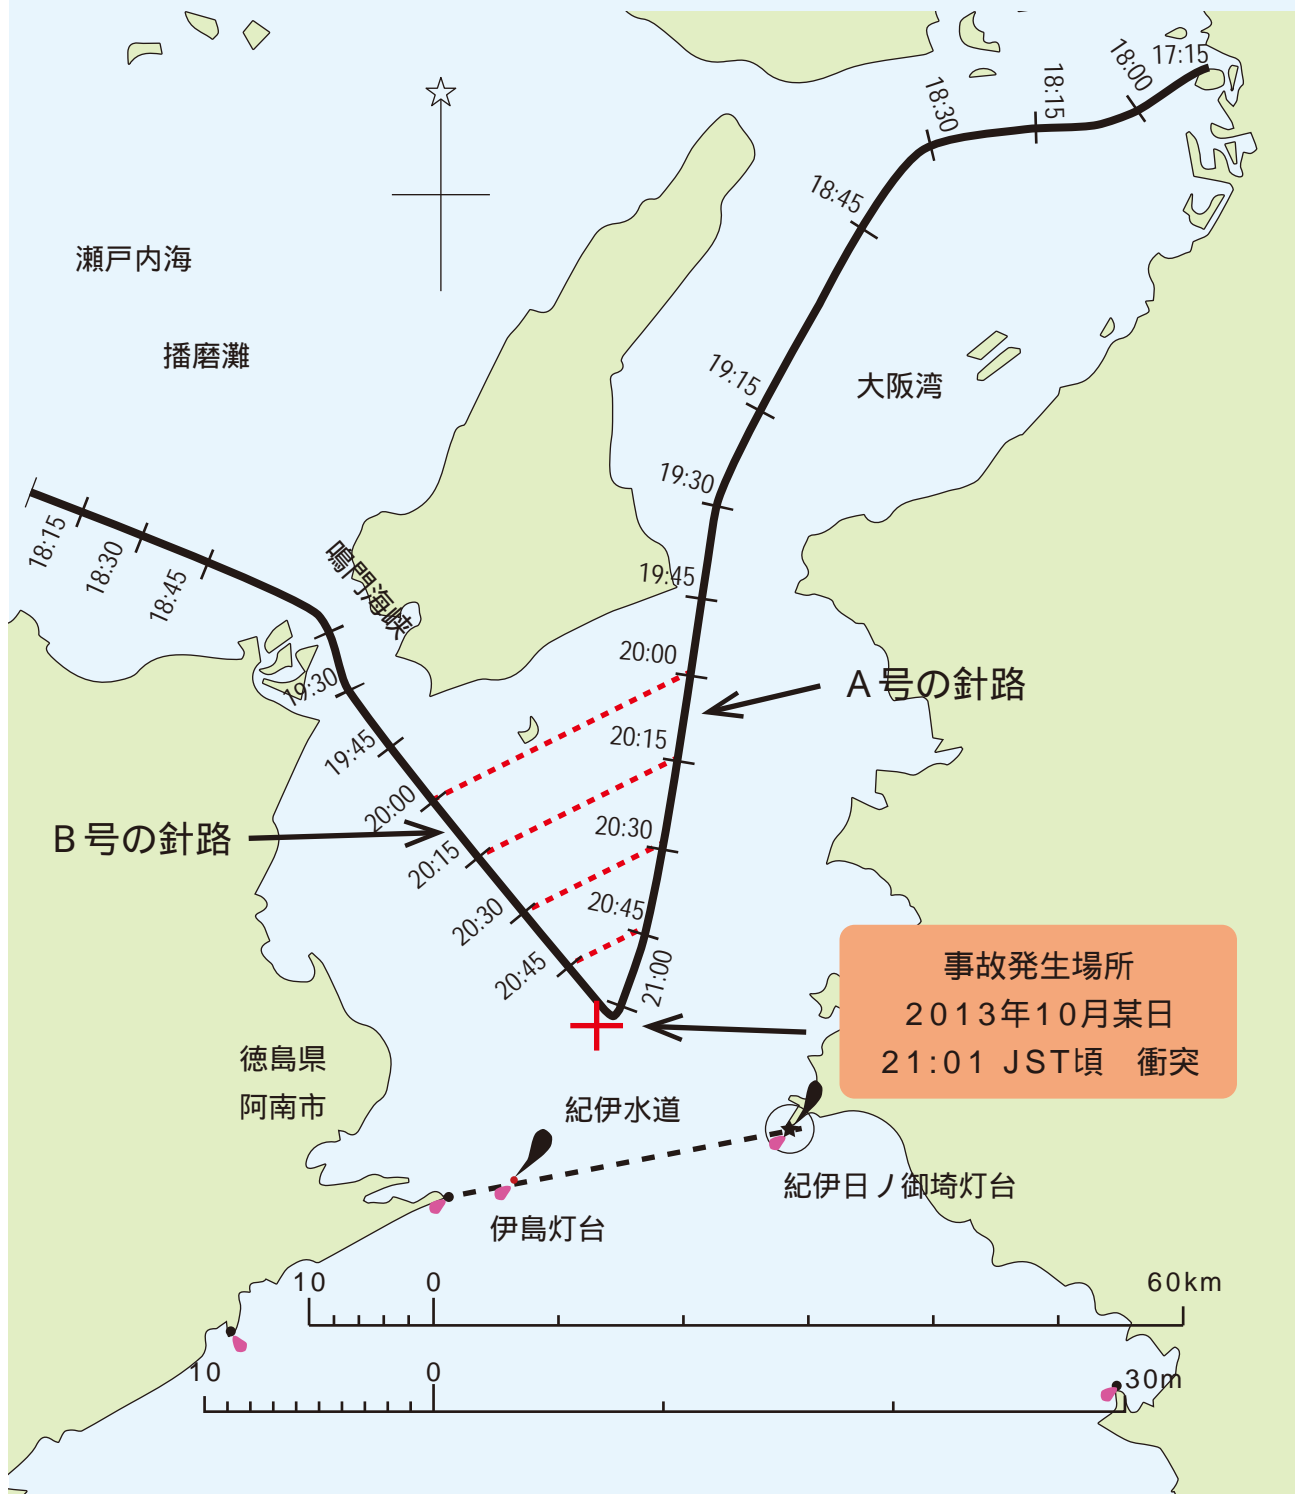 17:15
18:00
18:15
18:30
18:45
19:15
19:30
19:45
20:00
20:15
20:30
20:45
21:00
瀬戸内海
播磨灘
大阪湾
18:15
18:30
18:45
鳴門海峡
19:30
19:45
20:00
20:15
20:30
20:45
A号の針路
B号の針路
事故発生場所
2013年10月某日
21:01 JST頃 衝突
徳島県
阿南市
紀伊水道
紀伊日ノ御埼灯台
伊島灯台
10 0 60km
10 0 30m